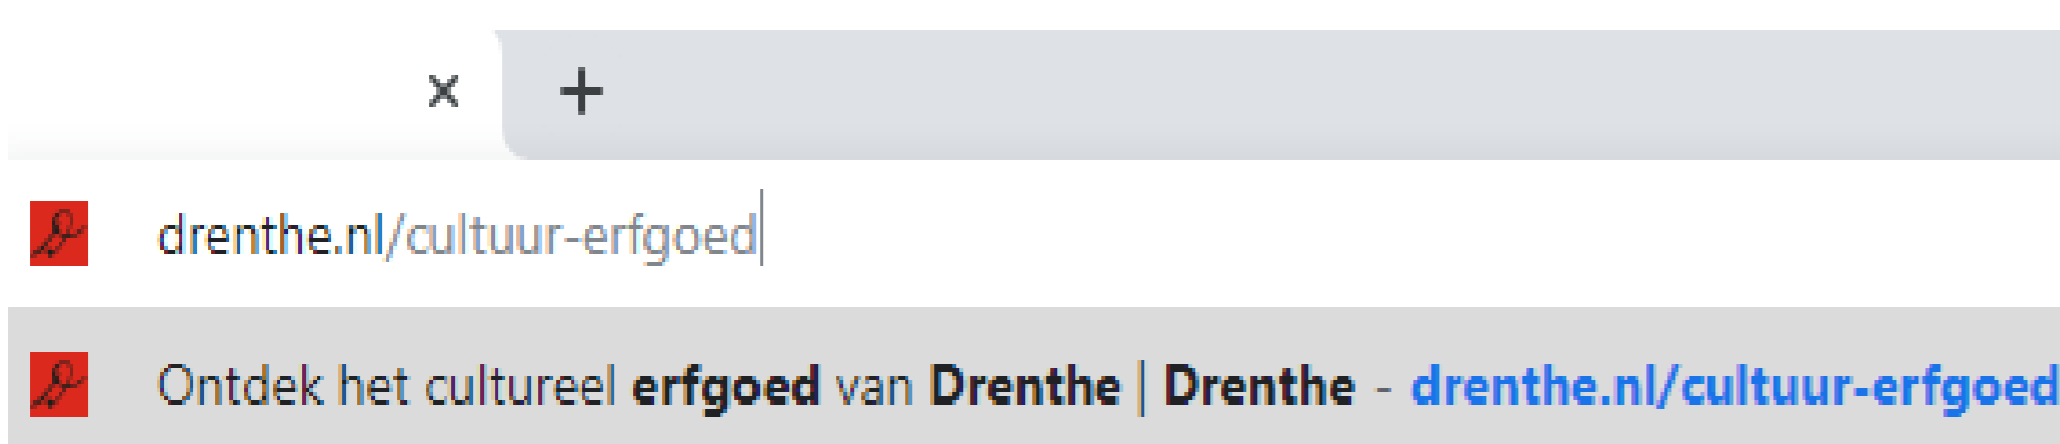 drenthe.nl/cultuur-erfgoed
Ontdek het cultureel erfgoed van Drenthe | Drenthe - drenthe.nl/cultuur-erfgoed